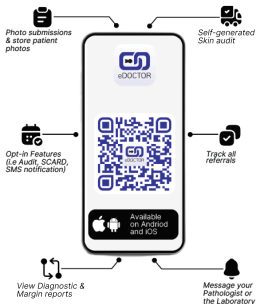 Photo submissions
& store patient
photos
Self-generated
Skin audit
eDOCTOR
Opt-in Features
(i.e Audit, SCARD,
SMS notification)
Track all
referrals
eDOCTOR
Available
on Andriod
and iOS
View Diagnostic &
Margin reports
Message your
Pathologist or
the Laboratory